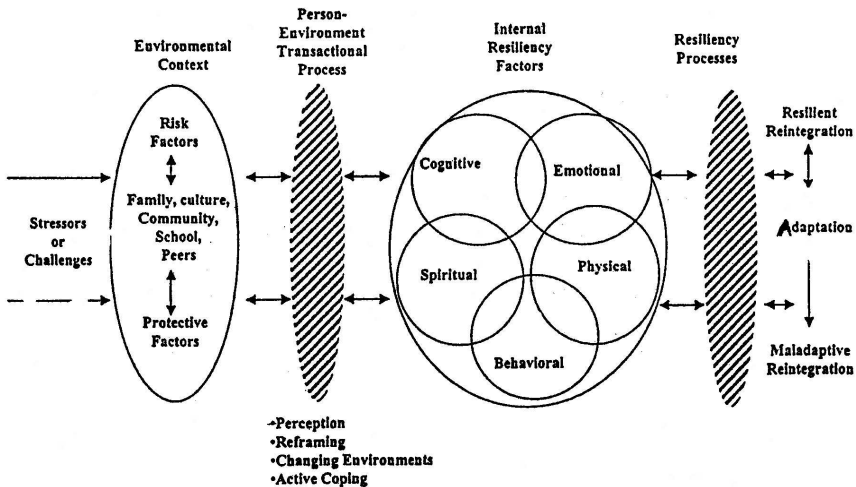 Environmental
Context
Person-
Environment
Transactional
Process
Internal
Resiliency
Factors
Resiliency
Processes
Stressors
or
Challenges
Risk
Factors
Family, culture,
Community,
School,
Peers
Protective
Factors
Cognitive
Emotional
Spiritual
Physical
Behavioral
Resilient
Reintegration
Adaptation
Maladaptive
Reintegration
•Perception
•Reframing
•Changing Environments
•Active Coping